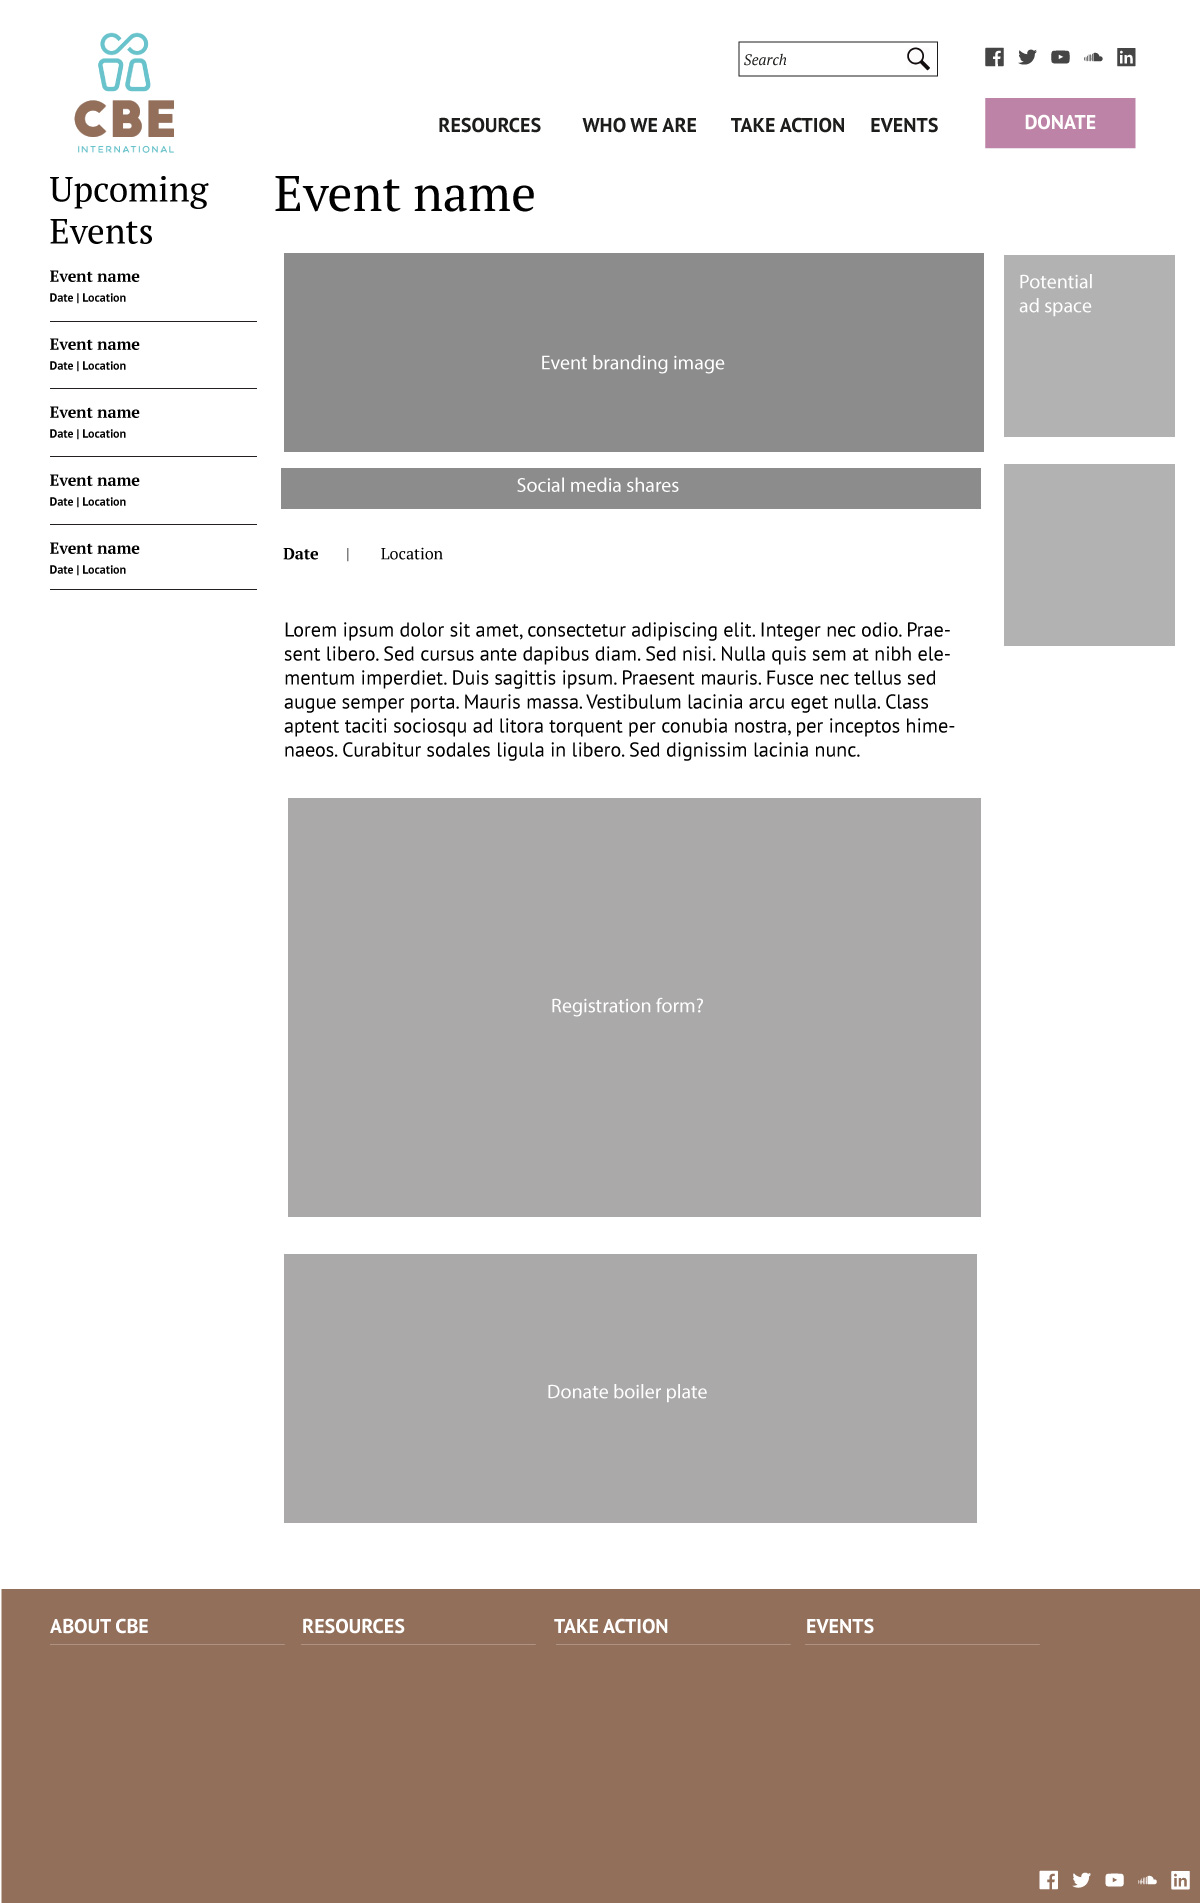 CBE
INTERNATIONAL
Search
RESOURCES WHO WE ARE TAKE ACTION EVENTS
DONATE
Upcoming
Events
Event name
Date | Location
Event name
Date | Location
Event name
Date | Location
Event name
Date | Location
Event name
Date | Location
Event name
Event branding image
Social media shares
Date | Location
Lorem ipsum dolor sit amet, consectetur adipiscing elit. Integer nec odio. Prae-
sent libero. Sed cursus ante dapibus diam. Sed nisi. Nulla quis sem at nibh ele-
mentum imperdiet. Duis sagittis ipsum. Praesent mauris. Fusce nec tellus sed
augue semper porta. Mauris massa. Vestibulum lacinia arcu eget nulla. Class
aptent taciti sociosqu ad litora torquent per conubia nostra, per inceptos hime-
naeos. Curabitur sodales ligula in libero. Sed dignissim lacinia nunc.
Registration form?
Donate boiler plate
Potential
ad space
ABOUT CBE RESOURCES TAKE ACTION EVENTS